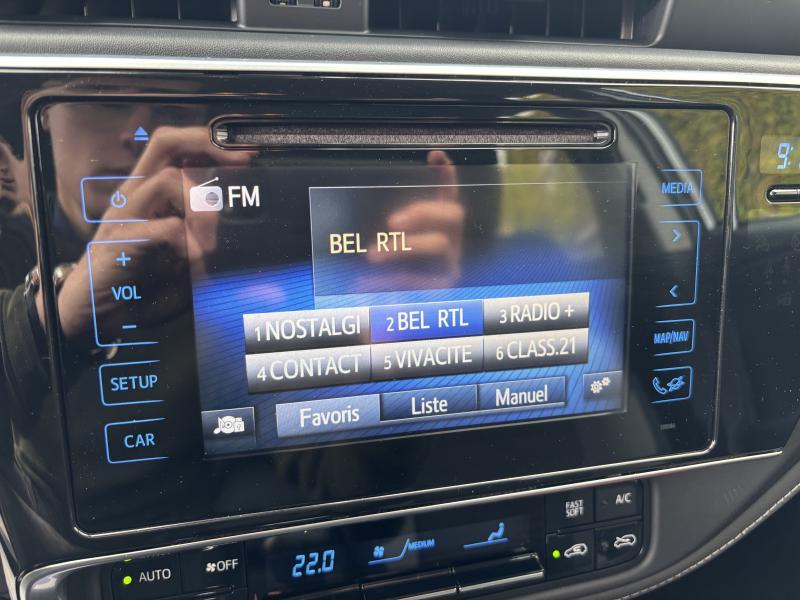 FM
BEL RTL
1 NOSTALGI 2 BEL RTL 3 RADIO +
4 CONTACT 5 VIVACITE 6 CLASS.21
Favoris Liste Manuel
+
VOL
−
SETUP
CAR
MEDIA
>
<
MAP/NAV
AUTO
OFF
22.0
MEDIUM
FAST
SOFT
A/C